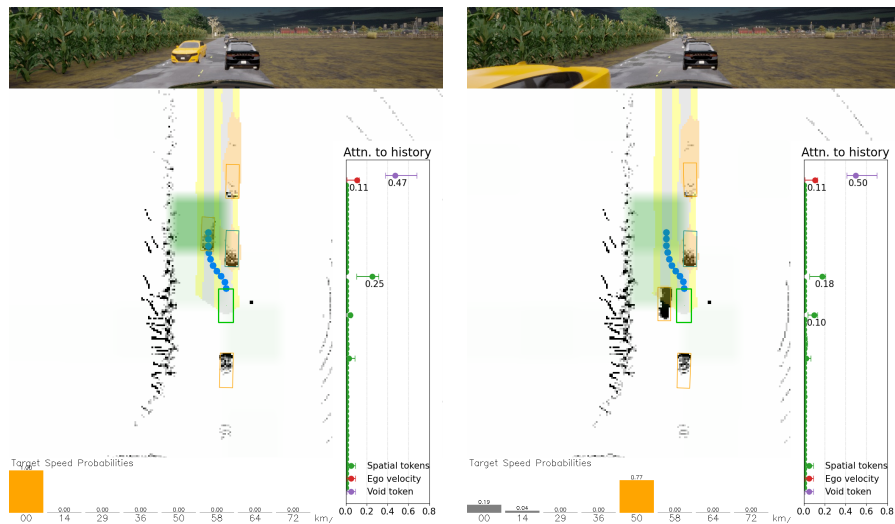 Attn. to history
0.47
0.11
0.25
Spatial tokens
Ego velocity
Void token
0.0 0.2 0.4 0.6 0.8
Target Speed Probabilities
0.00 0.00 0.00 0.00 0.00 0.00 0.00
00 14 29 36 50 58 64 72 km/
Attn. to history
0.50
0.11
0.18
0.10
Spatial tokens
Ego velocity
Void token
0.0 0.2 0.4 0.6 0.8
Target Speed Probabilities
0.19 0.04 0.00 0.00 0.77 0.00 0.00 0.00
00 14 29 36 50 58 64 72 km/